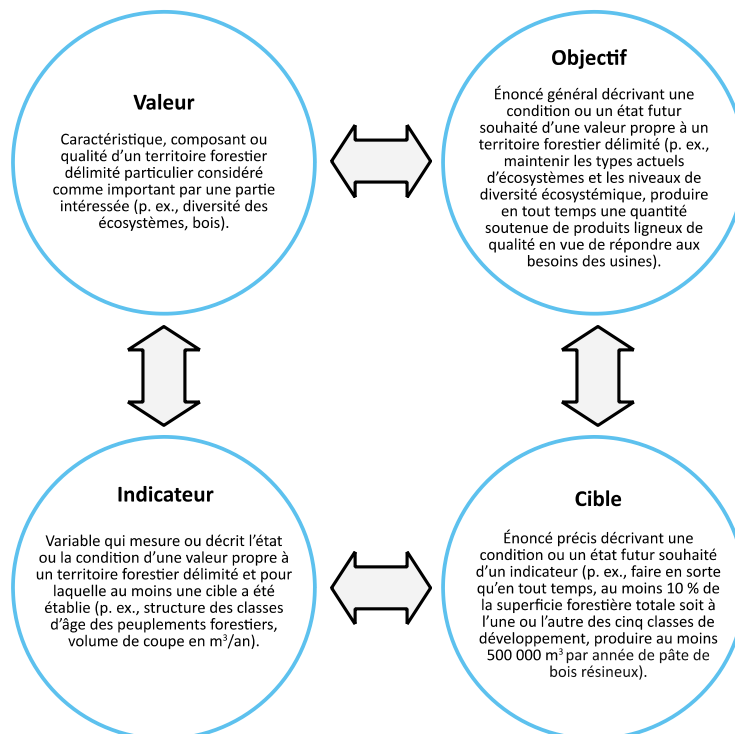 Valeur
Caractéristique, composant ou
qualité d'un territoire forestier
délimité particulier considéré
comme important par une partie
intéressée (p. ex., diversité des
écosystèmes, bois).
Objectif
Énoncé général décrivant une
condition ou un état futur
souhaité d'une valeur propre à un
territoire forestier délimité (p. ex.,
maintenir les types actuels
d'écosystèmes et les niveaux de
diversité écosystémique, produire
en tout temps une quantité
soutenue de produits ligneux de
qualité en vue de répondre aux
besoins des usines).
Indicateur
Variable qui mesure ou décrit l'état
ou la condition d'une valeur propre à
un territoire forestier délimité et pour
laquelle au moins une cible a été
établie (p. ex., structure des classes
d'âge des peuplements forestiers,
volume de coupe en m³/an).
Cible
Énoncé précis décrivant une
condition ou un état futur souhaité
d'un indicateur (p. ex., faire en sorte
qu'en tout temps, au moins 10 % de
la superficie forestière totale soit à
l'une ou l'autre des cinq classes de
développement, produire au moins
500 000 m³ par année de pâte de
bois résineux).